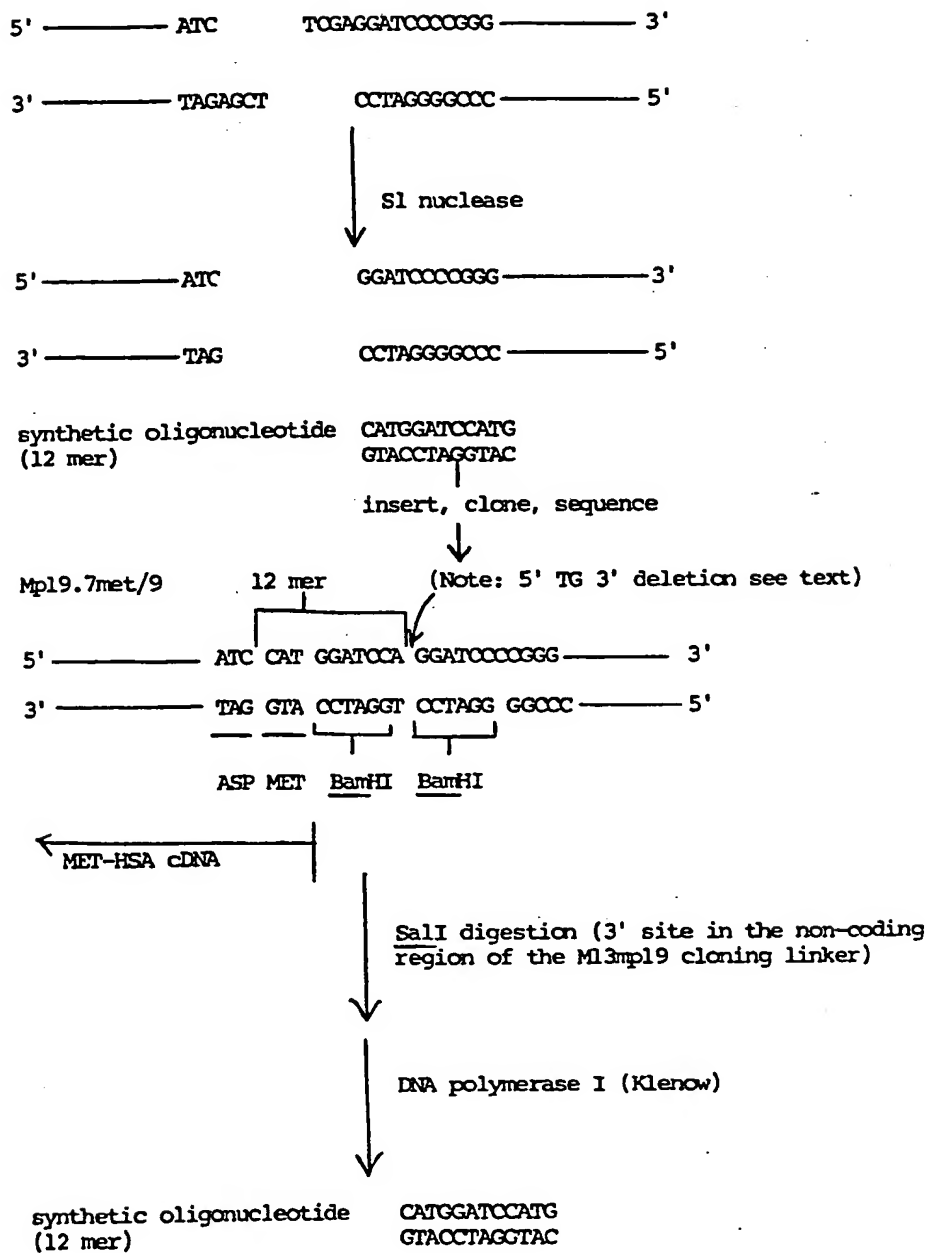 5' ATC TCGAGGATCCCCGGG 3'
3' TAGAGCT CCTAGGGGCCC 5'
S1 nuclease
5' ATC GGATCCCCGGG 3'
3' TAG CCTAGGGGCCC 5'
synthetic oligonucleotide CATGGATCCATG
(12 mer) GTACCTAGGTAC
insert, clone, sequence
Mp19.7met/9 12 mer (Note: 5' TG 3' deletion see text)
5' ATC CAT GGATCCA GGATCCCCGGG 3'
3' TAG GTA CCTAGGT CCTAGG GGCCC 5'
ASP MET BamHI BamHI
MET-HSA cDNA
SalI digestion (3' site in the non-coding
region of the M13mp19 cloning linker)
DNA polymerase I (Klenow)
synthetic oligonucleotide CATGGATCCATG
(12 mer) GTACCTAGGTAC